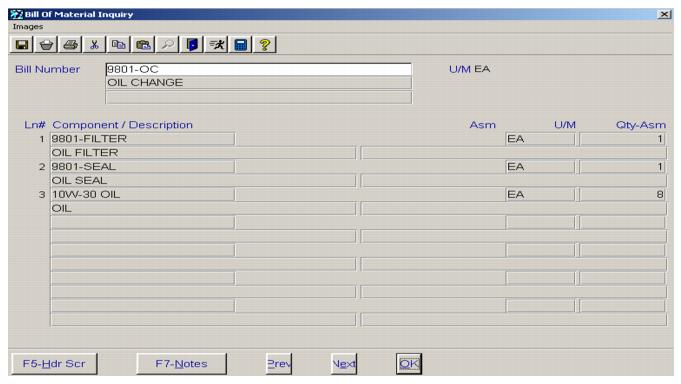 Bill Of Material Inquiry
Images
Bill Number 9801-OC U/M EA
OIL CHANGE
Ln# Component / Description Asm U/M Qty-Asm
1 9801-FILTER EA 1
OIL FILTER
2 9801-SEAL EA 1
OIL SEAL
3 10W-30 OIL EA 8
OIL
F5-Hdr Scr F7-Notes Prev Next OK